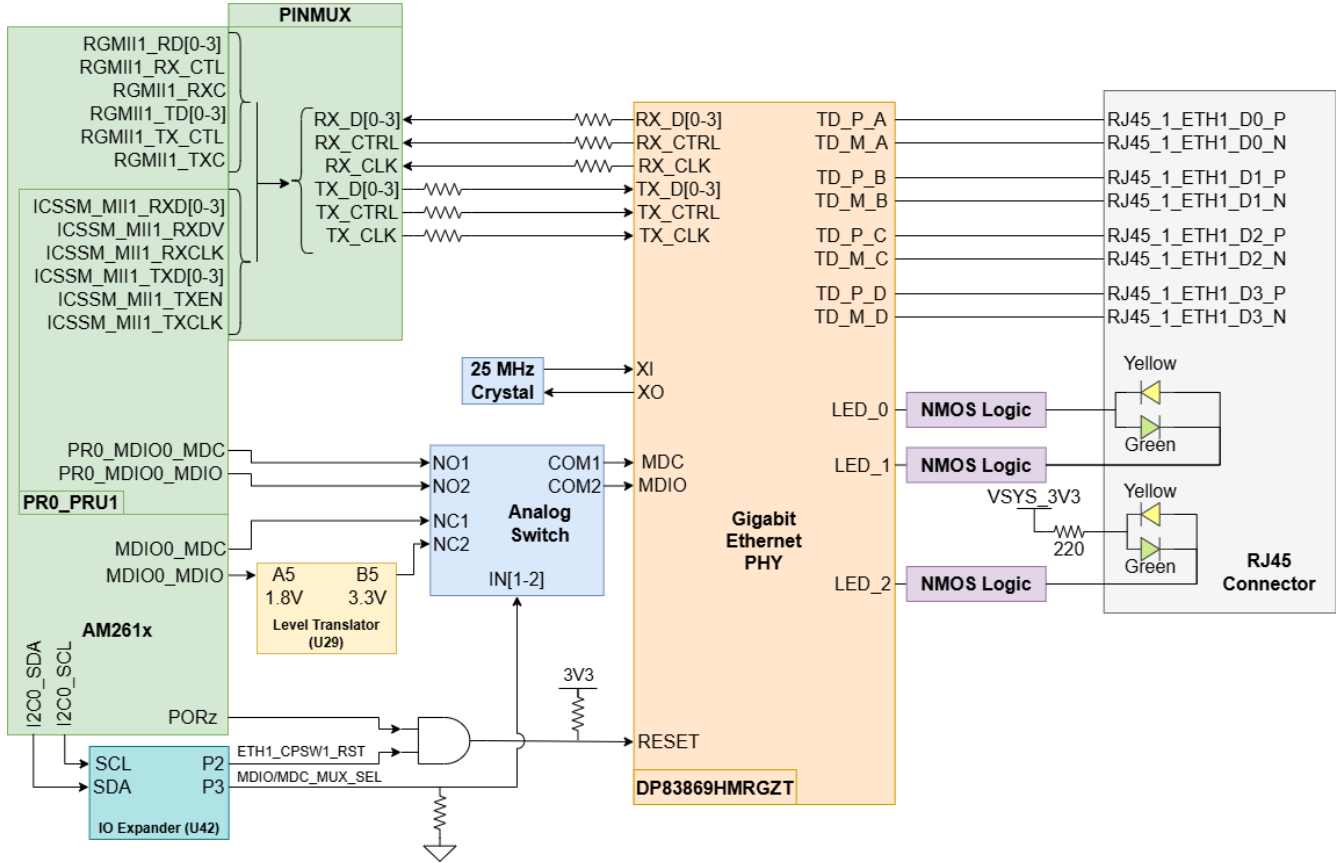 PINMUX
RGMII1_RD[0-3]
RGMII1_RX_CTL
RGMII1_RXC
RGMII1_TD[0-3]
RGMII1_TX_CTL
RGMII1_TXC
ICSSM_MII1_RXD[0-3]
ICSSM_MII1_RXDV
ICSSM_MII1_RXCLK
ICSSM_MII1_TXD[0-3]
ICSSM_MII1_TXEN
ICSSM_MII1_TXCLK
RX_D[0-3]
RX_CTRL
RX_CLK
TX_D[0-3]
TX_CTRL
TX_CLK
PR0_MDIO0_MDC
PR0_MDIO0_MDIO
PR0_PRU1
MDIO0_MDC
MDIO0_MDIO
AM261x
I2C0_SDA
I2C0_SCL
PORz
A5 B5
1.8V 3.3V
Level Translator
(U29)
SCL P2
SDA P3
IO Expander (U42)
ETH1_CPSW1_RST
MDIO/MDC_MUX_SEL
25 MHz
Crystal
NO1 COM1
NO2 COM2
Analog
Switch
NC1
NC2
IN[1-2]
3V3
RX_D[0-3]
RX_CTRL
RX_CLK
TX_D[0-3]
TX_CTRL
TX_CLK
XI
XO
MDC
MDIO
RESET
Gigabit
Ethernet
PHY
DP83869HMRGZT
TD_P_A
TD_M_A
TD_P_B
TD_M_B
TD_P_C
TD_M_C
TD_P_D
TD_M_D
LED_0
LED_1
LED_2
NMOS Logic
NMOS Logic
NMOS Logic
VSYS_3V3
220
RJ45_1_ETH1_D0_P
RJ45_1_ETH1_D0_N
RJ45_1_ETH1_D1_P
RJ45_1_ETH1_D1_N
RJ45_1_ETH1_D2_P
RJ45_1_ETH1_D2_N
RJ45_1_ETH1_D3_P
RJ45_1_ETH1_D3_N
Yellow
Green
Yellow
Green
RJ45
Connector